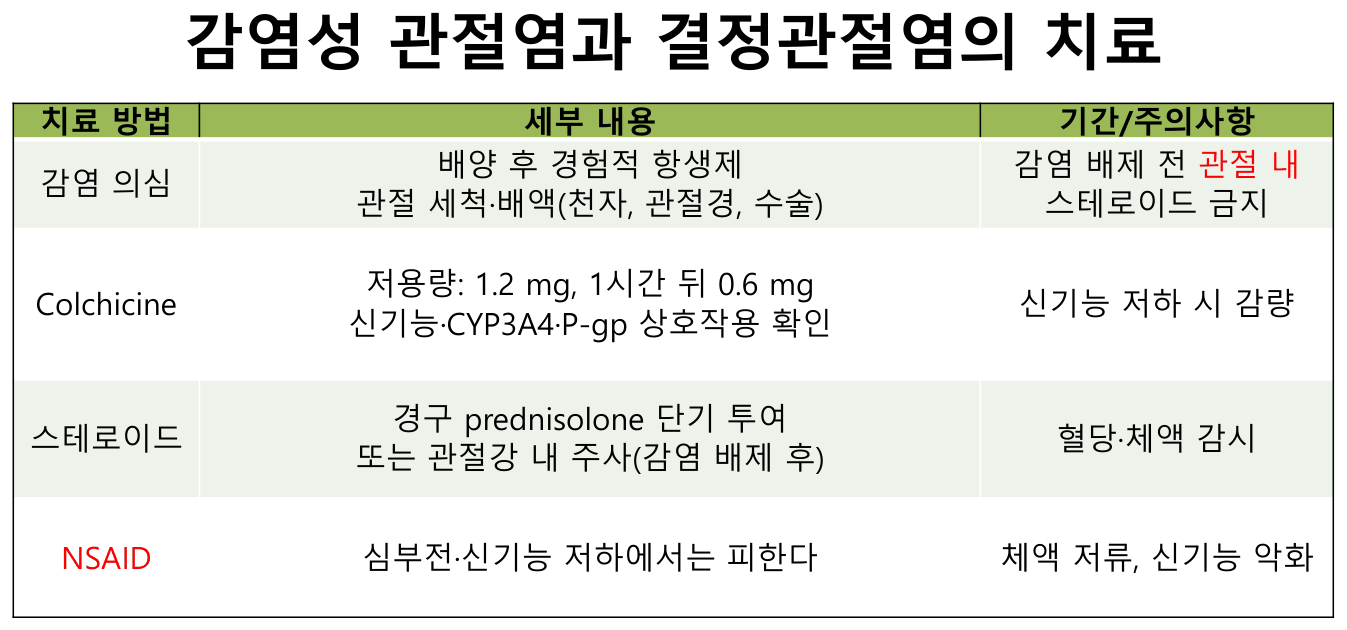 감염성 관절염과 결정관절염의 치료
치료 방법
세부 내용
기간/주의사항
감염 의심
배양 후 경험적 항생제
관절 세척·배액(천자, 관절경, 수술)
감염 배제 전 관절 내
스테로이드 금지
Colchicine
저용량: 1.2 mg, 1시간 뒤 0.6 mg
신기능·CYP3A4·P-gp 상호작용 확인
신기능 저하 시 감량
스테로이드
경구 prednisolone 단기 투여
또는 관절강 내 주사(감염 배제 후)
혈당·체액 감시
NSAID
심부전·신기능 저하에서는 피한다
체액 저류, 신기능 악화